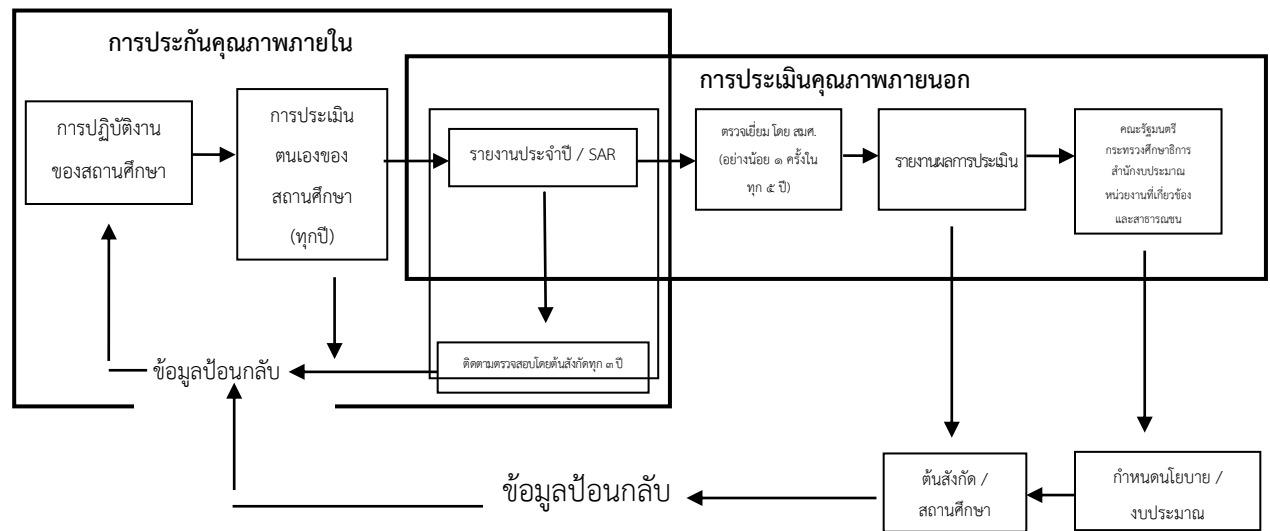 การประกันคุณภาพภายใน
การประเมินคุณภาพภายนอก
การปฏิบัติงาน
ของสถานศึกษา
การประเมิน
ตนเองของ
สถานศึกษา
(ทุกปี)
รายงานประจำปี / SAR
ตรวจเยี่ยม โดย สมศ.
(อย่างน้อย ๑ ครั้งใน
ทุก ๕ ปี)
รายงานผลการประเมิน
คณะรัฐมนตรี
กระทรวงศึกษาธิการ
สำนักงบประมาณ
หน่วยงานที่เกี่ยวข้อง
และสาธารณชน
ติดตามตรวจสอบโดยต้นสังกัดทุก ๓ ปี
ข้อมูลป้อนกลับ
ข้อมูลป้อนกลับ
ต้นสังกัด /
สถานศึกษา
กำหนดนโยบาย /
งบประมาณ